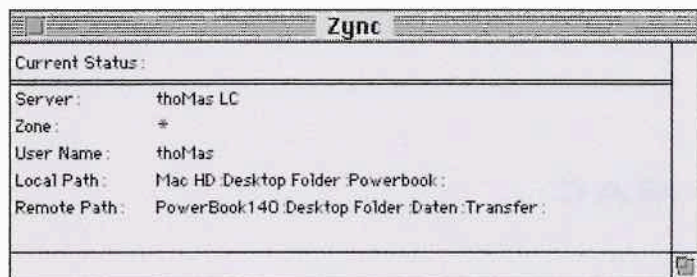 Zync
Current Status:
Server: thoMas LC
Zone: *
User Name: thoMas
Local Path: Mac HD:Desktop Folder:Powerbook:
Remote Path: PowerBook140:Desktop Folder:Daten:Transfer: